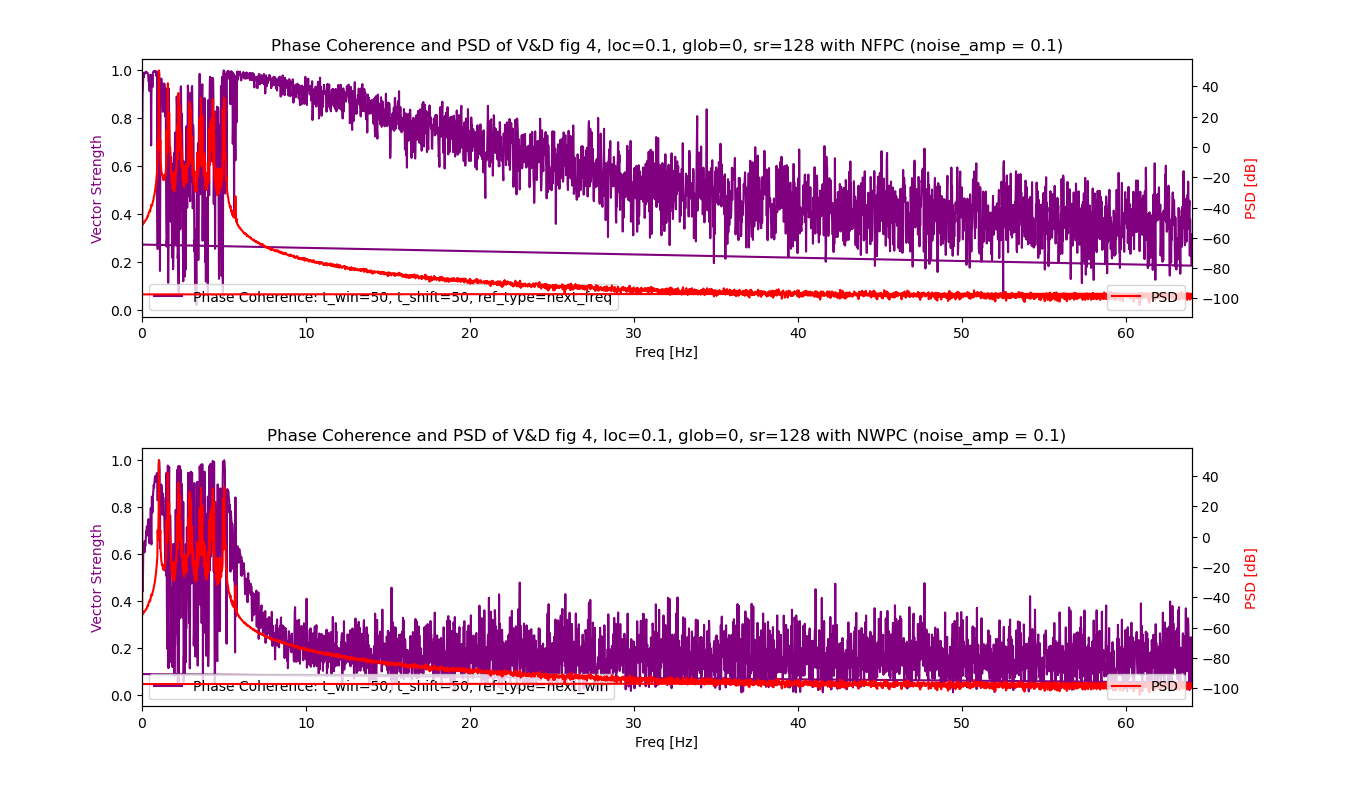 Phase Coherence and PSD of V&D fig 4, loc=0.1, glob=0, sr=128 with NFPC (noise_amp = 0.1)
1.0
0.8
0.6
0.4
0.2
0.0
Vector Strength
40
20
0
−20
−40
−60
−80
−100
PSD [dB]
Phase Coherence: t_win=50, t_shift=50, ref_type=next_freq
PSD
0 10 20 30 40 50 60
Freq [Hz]
Phase Coherence and PSD of V&D fig 4, loc=0.1, glob=0, sr=128 with NWPC (noise_amp = 0.1)
1.0
0.8
0.6
0.4
0.2
0.0
Vector Strength
40
20
0
−20
−40
−60
−80
−100
PSD [dB]
Phase Coherence: t_win=50, t_shift=50, ref_type=next_win
PSD
0 10 20 30 40 50 60
Freq [Hz]